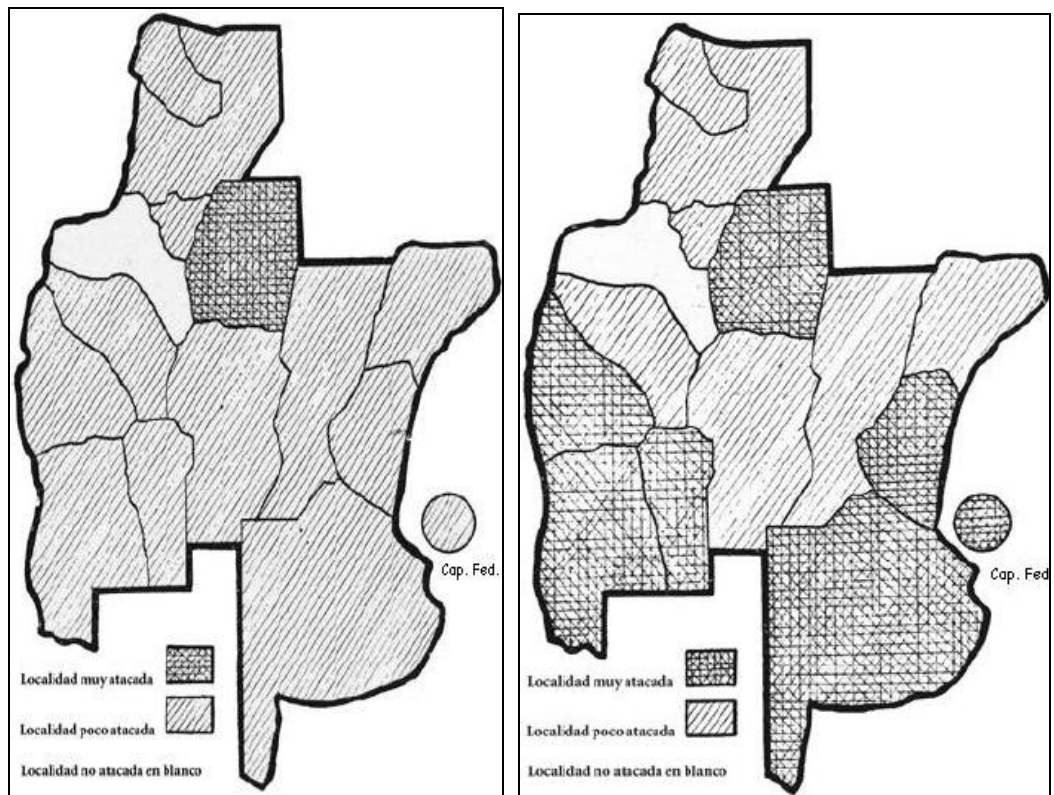 Cap. Fed.
Localidad muy atacada
Localidad poco atacada
Localidad no atacada en blanco
Cap. Fed
Localidad muy atacada
Localidad poco atacada
Localidad no atacada en blanco